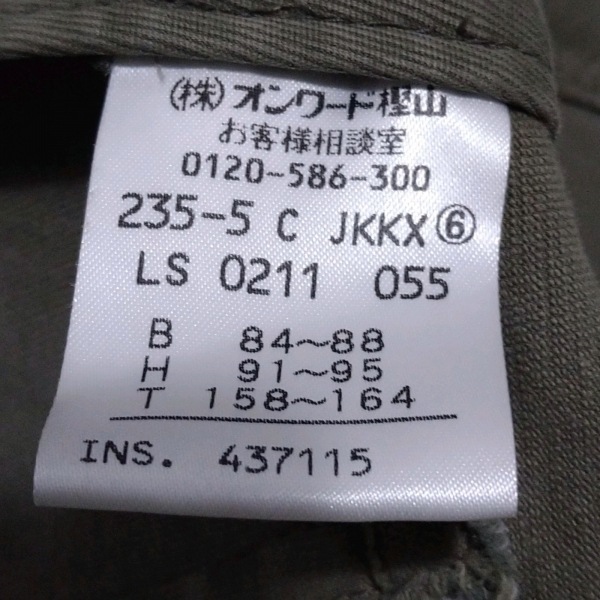 (株)オンワード樫山
お客様相談室
0120-586-300
235-5 C JKKX⑥
LS 0211 055
B 84~88
H 91~95
T 158~164
INS. 437115